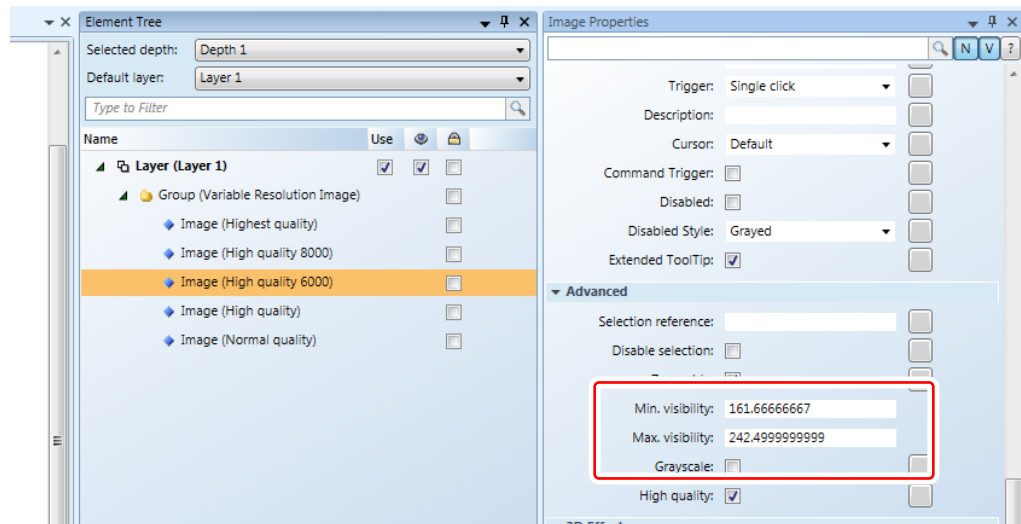 Element Tree
Selected depth: Depth 1
Default layer: Layer 1
Type to Filter
Name Use
Layer (Layer 1)
Group (Variable Resolution Image)
Image (Highest quality)
Image (High quality 8000)
Image (High quality 6000)
Image (High quality)
Image (Normal quality)
Image Properties
N V ?
Trigger: Single click
Description:
Cursor: Default
Command Trigger:
Disabled:
Disabled Style: Grayed
Extended ToolTip:
Advanced
Selection reference:
Disable selection:
Min. visibility: 161.66666667
Max. visibility: 242.4999999999
Grayscale:
High quality: